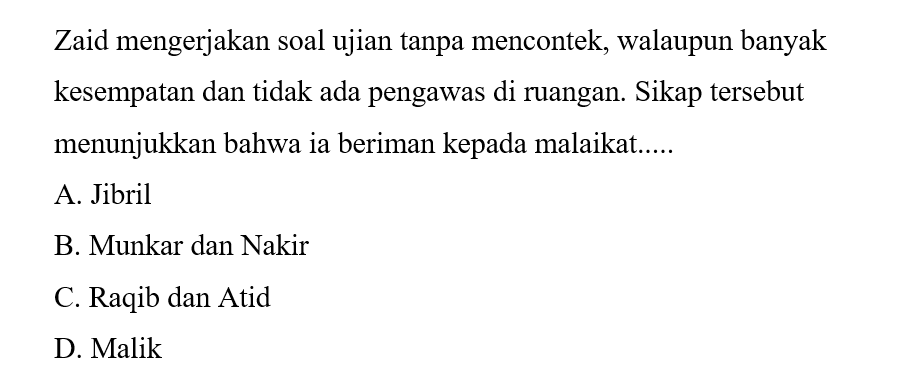 Zaid mengerjakan soal ujian tanpa mencontek, walaupun banyak
kesempatan dan tidak ada pengawas di ruangan. Sikap tersebut
menunjukkan bahwa ia beriman kepada malaikat.....
A. Jibril
B. Munkar dan Nakir
C. Raqib dan Atid
D. Malik